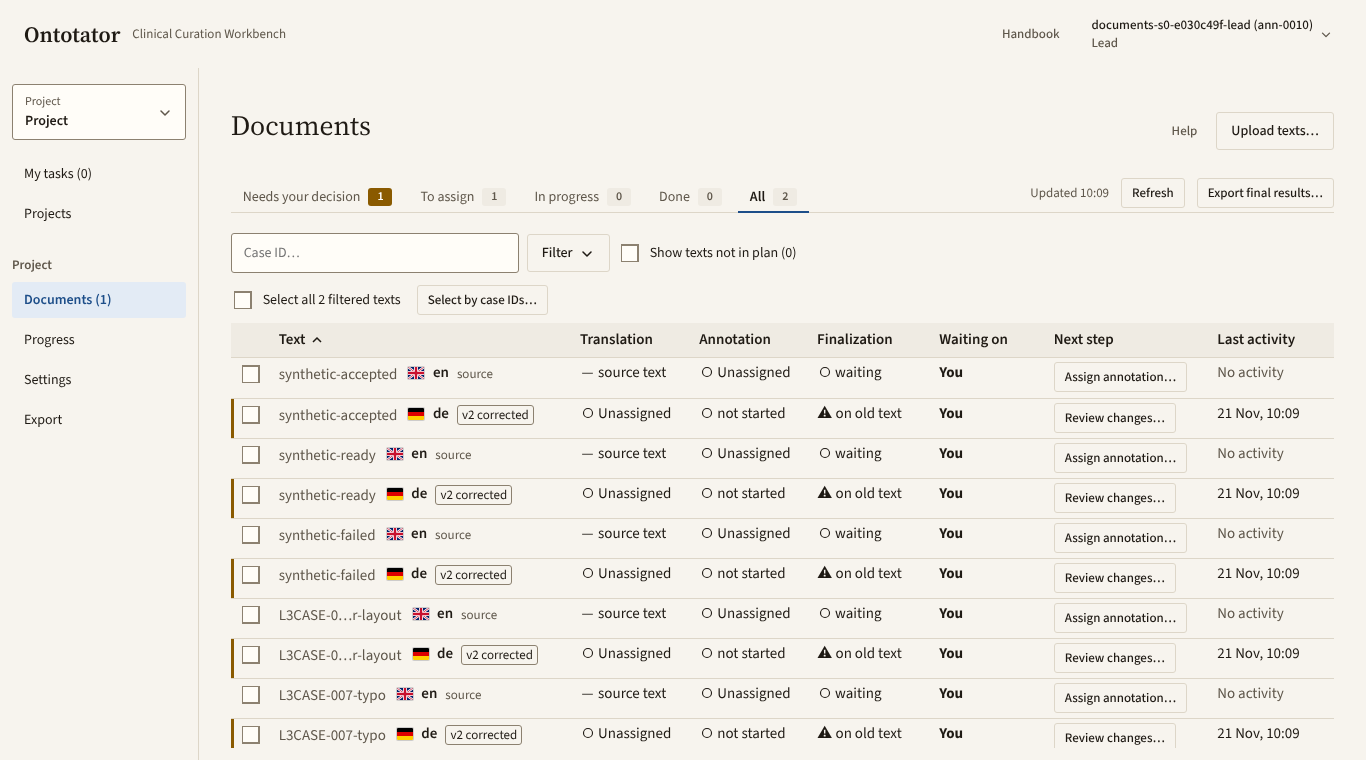 Ontotator Clinical Curation Workbench
Handbook
documents-s0-e030c49f-lead (ann-0010)
Lead
Project
Project
My tasks (0)
Projects
Project
Documents (1)
Progress
Settings
Export
Documents
Help
Upload texts…
Needs your decision 1 To assign 1 In progress 0 Done 0 All 2
Updated 10:09 Refresh Export final results…
Case ID… Filter Show texts not in plan (0)
Select all 2 filtered texts Select by case IDs…
Text Translation Annotation Finalization Waiting on Next step Last activity
synthetic-accepted en source — source text Unassigned waiting You Assign annotation… No activity
synthetic-accepted de v2 corrected Unassigned not started on old text You Review changes… 21 Nov, 10:09
synthetic-ready en source — source text Unassigned waiting You Assign annotation… No activity
synthetic-ready de v2 corrected Unassigned not started on old text You Review changes… 21 Nov, 10:09
synthetic-failed en source — source text Unassigned waiting You Assign annotation… No activity
synthetic-failed de v2 corrected Unassigned not started on old text You Review changes… 21 Nov, 10:09
L3CASE-0…r-layout en source — source text Unassigned waiting You Assign annotation… No activity
L3CASE-0…r-layout de v2 corrected Unassigned not started on old text You Review changes… 21 Nov, 10:09
L3CASE-007-typo en source — source text Unassigned waiting You Assign annotation… No activity
L3CASE-007-typo de v2 corrected Unassigned not started on old text You Review changes… 21 Nov, 10:09